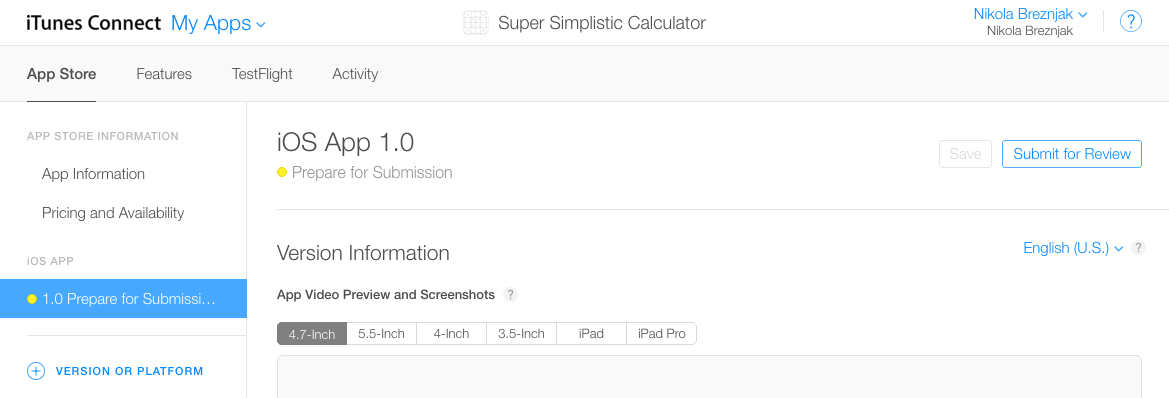 iTunes Connect My Apps
Super Simplistic Calculator
Nikola Breznjak
Nikola Breznjak
?
App Store Features TestFlight Activity
APP STORE INFORMATION
App Information
Pricing and Availability
iOS APP
1.0 Prepare for Submissi...
VERSION OR PLATFORM
iOS App 1.0
Prepare for Submission
Save Submit for Review
Version Information
English (U.S.) ?
App Video Preview and Screenshots ?
4.7-Inch 5.5-Inch 4-Inch 3.5-Inch iPad iPad Pro